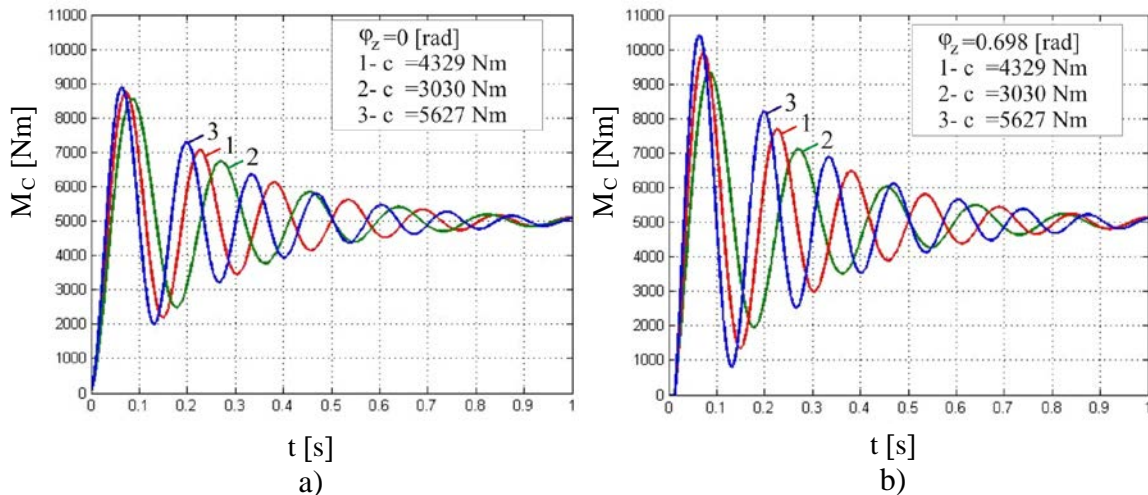 11000
10000
9000
8000
7000
6000
5000
4000
3000
2000
1000
0
M_C [Nm]
φ_z=0 [rad]
1- c =4329 Nm
2- c =3030 Nm
3- c =5627 Nm
3
1
2
0 0.1 0.2 0.3 0.4 0.5 0.6 0.7 0.8 0.9 1
t [s]
a)
11000
10000
9000
8000
7000
6000
5000
4000
3000
2000
1000
0
M_C [Nm]
φ_z=0.698 [rad]
1- c =4329 Nm
2- c =3030 Nm
3- c =5627 Nm
3
1
2
0 0.1 0.2 0.3 0.4 0.5 0.6 0.7 0.8 0.9 1
t [s]
b)